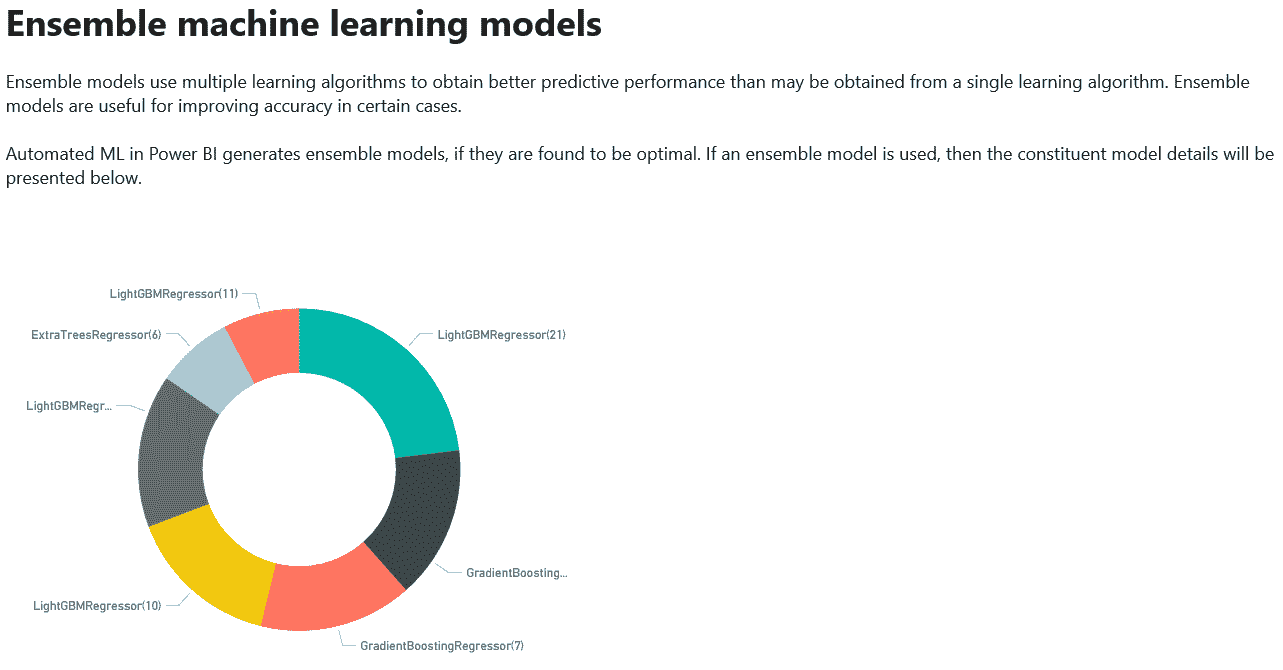 Ensemble machine learning models
Ensemble models use multiple learning algorithms to obtain better predictive performance than may be obtained from a single learning algorithm. Ensemble
models are useful for improving accuracy in certain cases.
Automated ML in Power BI generates ensemble models, if they are found to be optimal. If an ensemble model is used, then the constituent model details will be
presented below.
LightGBMRegressor(11)
LightGBMRegressor(21)
ExtraTreesRegressor(6)
LightGBMRegr...
GradientBoosting...
LightGBMRegressor(10)
GradientBoostingRegressor(7)